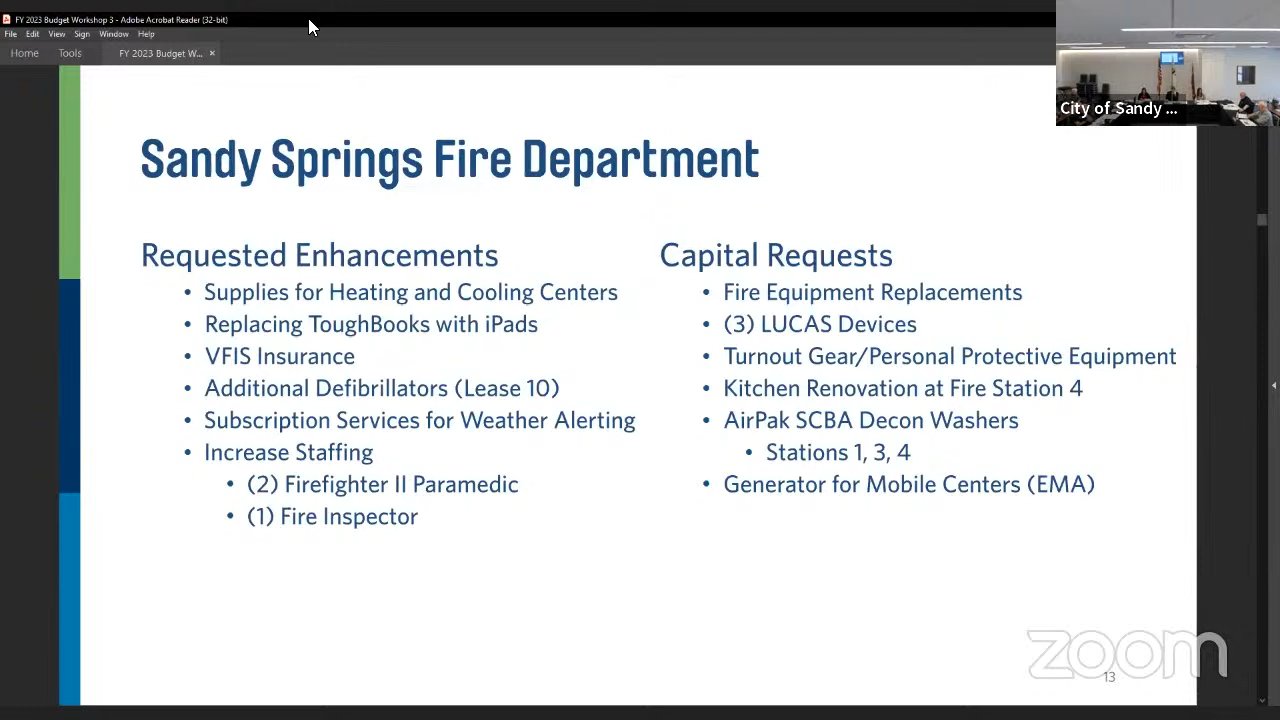 FY 2023 Budget Workshop 3 - Adobe Acrobat Reader (32-bit)
File Edit View Sign Window Help
Home Tools FY 2023 Budget W... ×
City of Sandy ...
Sandy Springs Fire Department
Requested Enhancements
• Supplies for Heating and Cooling Centers
• Replacing ToughBooks with iPads
• VFIS Insurance
• Additional Defibrillators (Lease 10)
• Subscription Services for Weather Alerting
• Increase Staffing
• (2) Firefighter II Paramedic
• (1) Fire Inspector
Capital Requests
• Fire Equipment Replacements
• (3) LUCAS Devices
• Turnout Gear/Personal Protective Equipment
• Kitchen Renovation at Fire Station 4
• AirPak SCBA Decon Washers
• Stations 1, 3, 4
• Generator for Mobile Centers (EMA)
zoom
13